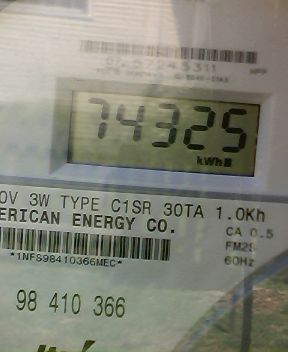 57245311
74325
kWh
0V 3W TYPE C1SR 30TA 1.0Kh
ERICAN ENERGY CO.
CA 0.5
FM2S
*1NFS98410366MEC*
60Hz
98 410 366